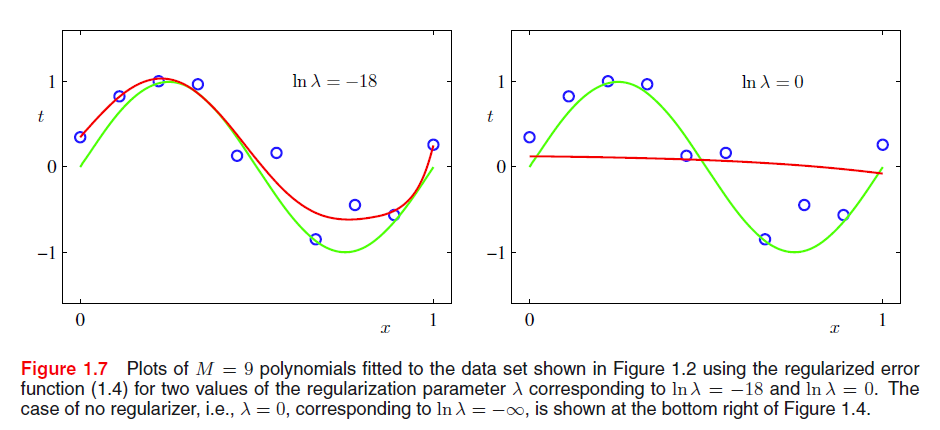 ln λ = −18
1
t
0
−1
0
x
1
ln λ = 0
1
t
0
−1
0
x
1
Figure 1.7 Plots of M = 9 polynomials fitted to the data set shown in Figure 1.2 using the regularized error
function (1.4) for two values of the regularization parameter λ corresponding to ln λ = −18 and ln λ = 0. The
case of no regularizer, i.e., λ = 0, corresponding to ln λ = −∞, is shown at the bottom right of Figure 1.4.